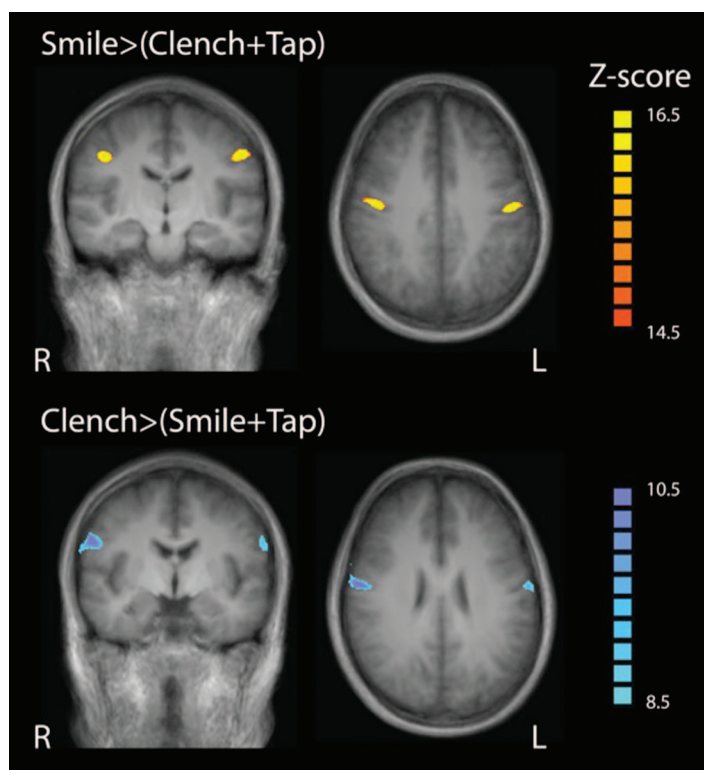 Smile>(Clench+Tap)
Z-score
16.5
14.5
R
L
Clench>(Smile+Tap)
10.5
8.5
R
L